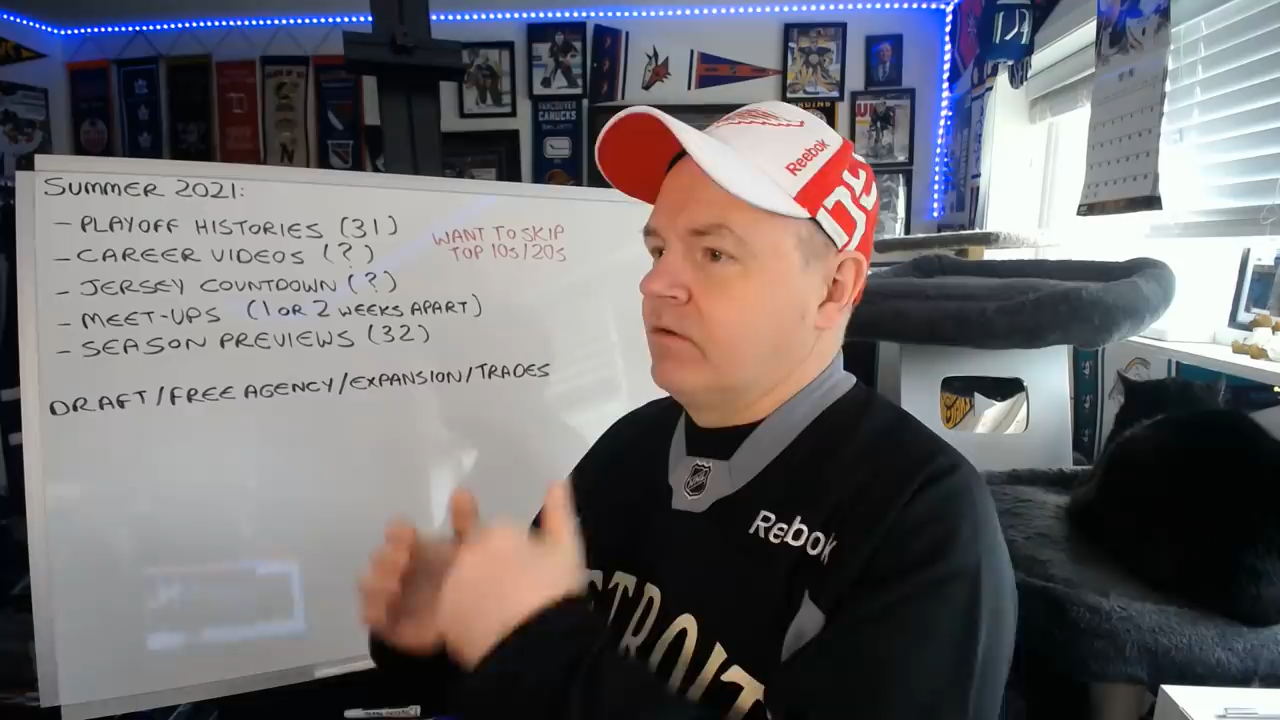 SUMMER 2021:
- PLAYOFF HISTORIES (31)
- CAREER VIDEOS (?)
- JERSEY COUNTDOWN (?)
- MEET-UPS (1 OR 2 WEEKS APART)
- SEASON PREVIEWS (32)
DRAFT/FREE AGENCY/EXPANSION/TRADES
WANT TO SKIP
TOP 10s/20s
VANCOUVER
CANUCKS
Reebok
NHL
Reebok
DETROIT